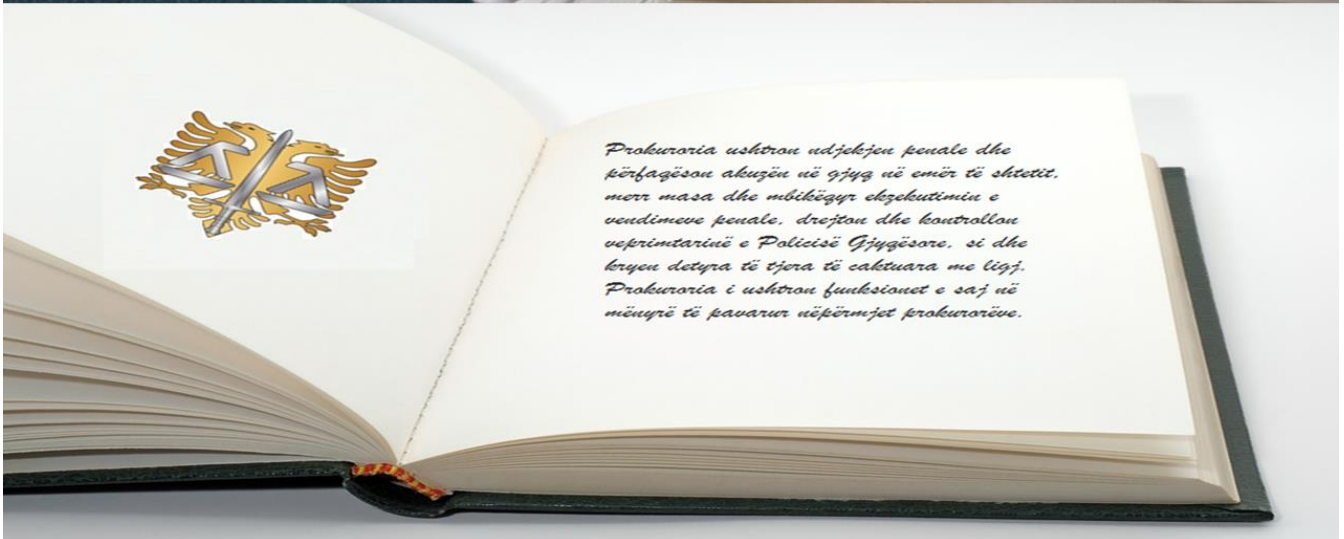 Prokuroria ushtron ndjekjen penale dhe
përfaqëson akuzën në gjyq në emër të shtetit,
merr masa dhe mbikëqyr ekzekutimin e
vendimeve penale, drejton dhe kontrollon
veprimtarinë e Policisë Gjyqësore, si dhe
kryen detyra të tjera të caktuara me ligj.
Prokuroria i ushtron funksionet e saj në
mënyrë të pavarur nëpërmjet prokurorëve.